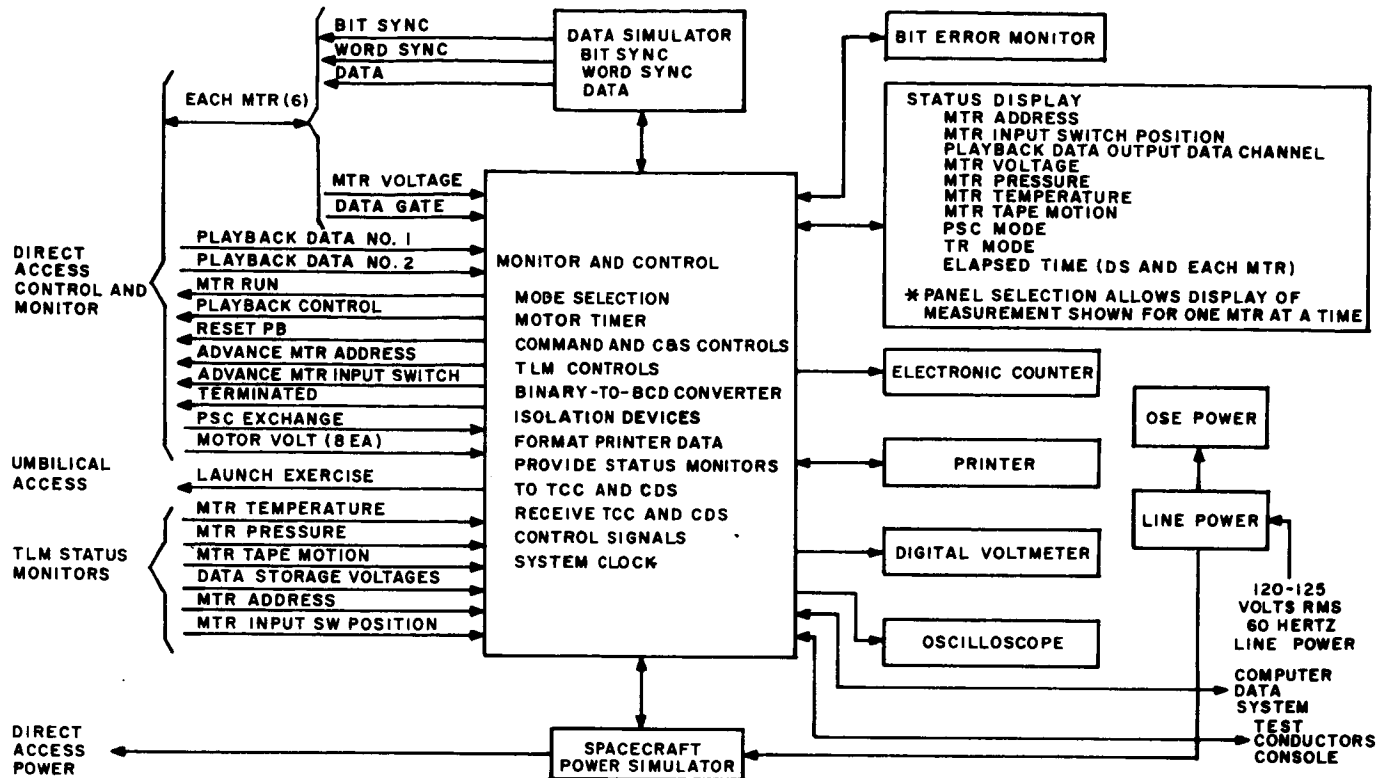 BIT SYNC
WORD SYNC
DATA
EACH MTR (6)
DATA SIMULATOR
BIT SYNC
WORD SYNC
DATA
BIT ERROR MONITOR
STATUS DISPLAY
MTR ADDRESS
MTR INPUT SWITCH POSITION
PLAYBACK DATA OUTPUT DATA CHANNEL
MTR VOLTAGE
MTR PRESSURE
MTR TEMPERATURE
MTR TAPE MOTION
PSC MODE
TR MODE
ELAPSED TIME (DS AND EACH MTR)
* PANEL SELECTION ALLOWS DISPLAY OF
MEASUREMENT SHOWN FOR ONE MTR AT A TIME
MTR VOLTAGE
DATA GATE
DIRECT
ACCESS
CONTROL AND
MONITOR
PLAYBACK DATA NO. 1
PLAYBACK DATA NO. 2
MTR RUN
PLAYBACK CONTROL
RESET PB
ADVANCE MTR ADDRESS
ADVANCE MTR INPUT SWITCH
TERMINATED
PSC EXCHANGE
MOTOR VOLT (8 EA)
UMBILICAL
ACCESS
LAUNCH EXERCISE
TLM STATUS
MONITORS
MTR TEMPERATURE
MTR PRESSURE
MTR TAPE MOTION
DATA STORAGE VOLTAGES
MTR ADDRESS
MTR INPUT SW POSITION
MONITOR AND CONTROL
MODE SELECTION
MOTOR TIMER
COMMAND AND C&S CONTROLS
TLM CONTROLS
BINARY-TO-BCD CONVERTER
ISOLATION DEVICES
FORMAT PRINTER DATA
PROVIDE STATUS MONITORS
TO TCC AND CDS
RECEIVE TCC AND CDS
CONTROL SIGNALS
SYSTEM CLOCK
ELECTRONIC COUNTER
PRINTER
DIGITAL VOLTMETER
OSCILLOSCOPE
OSE POWER
LINE POWER
120-125
VOLTS RMS
60 HERTZ
LINE POWER
COMPUTER
DATA
SYSTEM
TEST
CONDUCTORS
CONSOLE
DIRECT
ACCESS
POWER
SPACECRAFT
POWER SIMULATOR